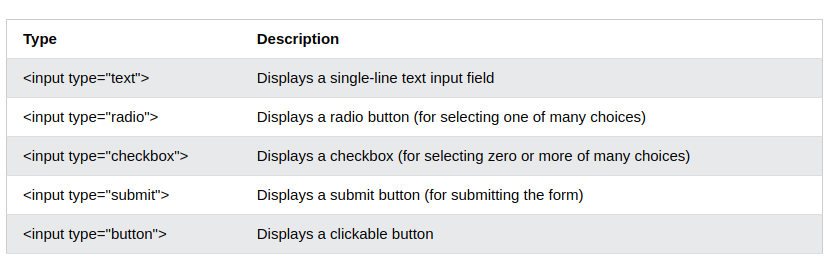 Type Description
<input type="text"> Displays a single-line text input field
<input type="radio"> Displays a radio button (for selecting one of many choices)
<input type="checkbox"> Displays a checkbox (for selecting zero or more of many choices)
<input type="submit"> Displays a submit button (for submitting the form)
<input type="button"> Displays a clickable button